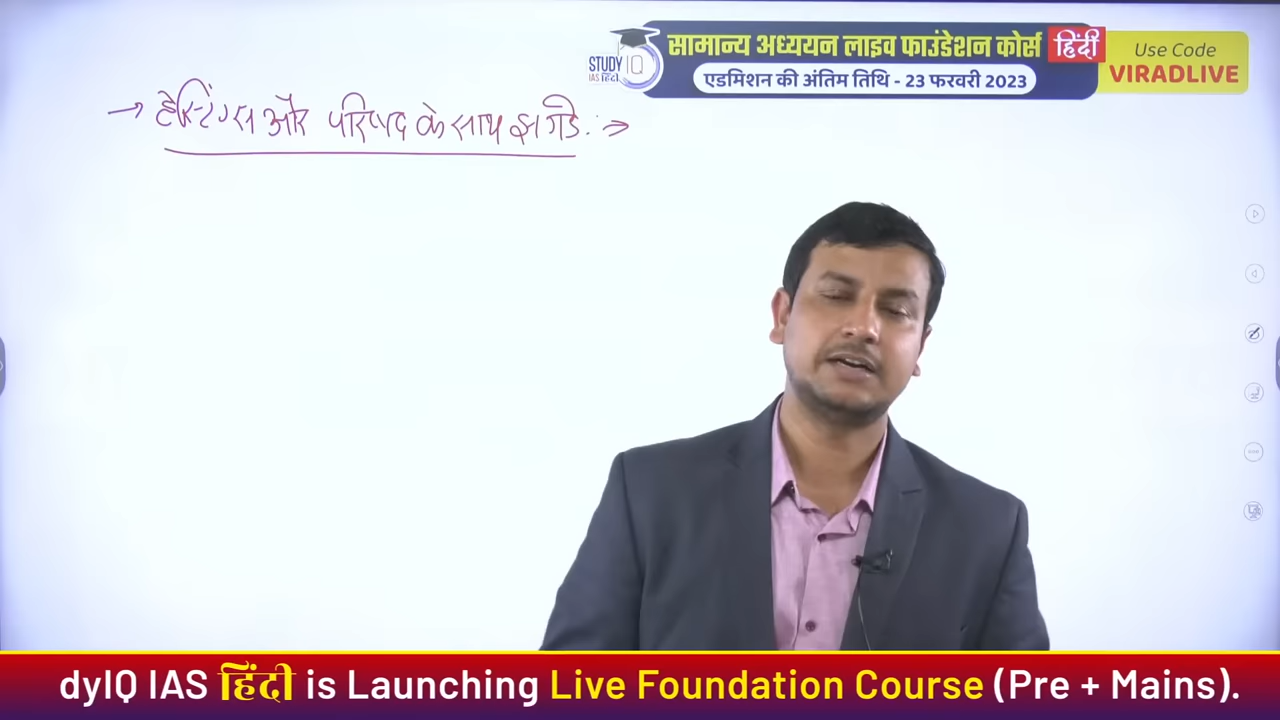 STUDY IQ
IAS हिंदी
सामान्य अध्ययन लाइव फाउंडेशन कोर्स हिंदी
एडमिशन की अंतिम तिथि - 23 फरवरी 2023
Use Code
VIRADLIVE
→ हेस्टिंग्स और परिषद के साथ झगड़े :→
dyIQ IAS हिंदी is Launching Live Foundation Course (Pre + Mains).